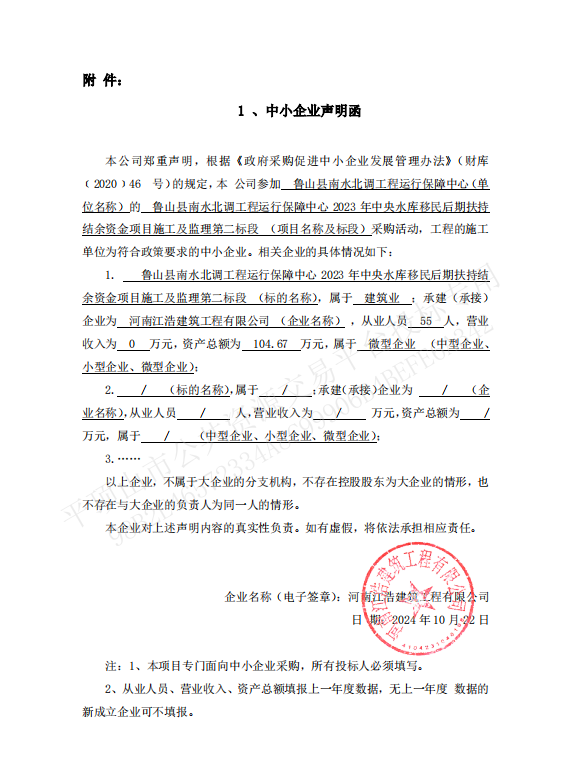 附 件：
1 、中小企业声明函
本公司郑重声明，根据《政府采购促进中小企业发展管理办法》（财库
﹝2020﹞46 号）的规定，本 公司参加 鲁山县南水北调工程运行保障中心（单
位名称）的 鲁山县南水北调工程运行保障中心 2023 年中央水库移民后期扶持
结余资金项目施工及监理第二标段 （项目名称及标段）采购活动，工程的施工
单位为符合政策要求的中小企业。相关企业的具体情况如下：
1. 鲁山县南水北调工程运行保障中心 2023 年中央水库移民后期扶持结
余资金项目施工及监理第二标段 （标的名称），属于 建筑业 ；承建（承接）
企业为 河南江浩建筑工程有限公司 （企业名称） ，从业人员 55 人，营业
收入为 0 万元，资产总额为 104.67 万元，属于 微型企业 （中型企业、
小型企业、微型企业）；
2. / （标的名称），属于 / ；承建（承接）企业为 / （企
业名称），从业人员 / 人，营业收入为 / 万元，资产总额为 /
万元，属于 / （中型企业、小型企业、微型企业）；
3.……
以上企业，不属于大企业的分支机构，不存在控股股东为大企业的情形，也
不存在与大企业的负责人为同一人的情形。
本企业对上述声明内容的真实性负责。如有虚假，将依法承担相应责任。
企业名称（电子签章）：河南江浩建筑工程有限公司
日 期：2024 年 10 月 22 日
河南江浩建筑工程有限公司
注：1、本项目专门面向中小企业采购，所有投标人必须填写。
2、从业人员、营业收入、资产总额填报上一年度数据，无上一年度 数据的
新成立企业可不填报。